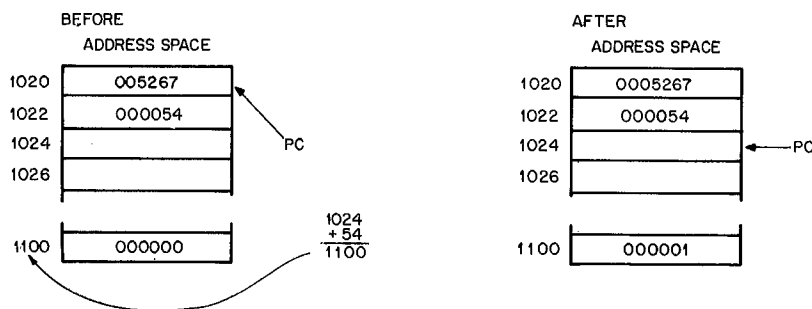 BEFORE
ADDRESS SPACE
1020 005267
1022 000054
1024
1026
PC
1100 000000
1024
+54
1100
AFTER
ADDRESS SPACE
1020 0005267
1022 000054
1024
PC
1026
1100 000001